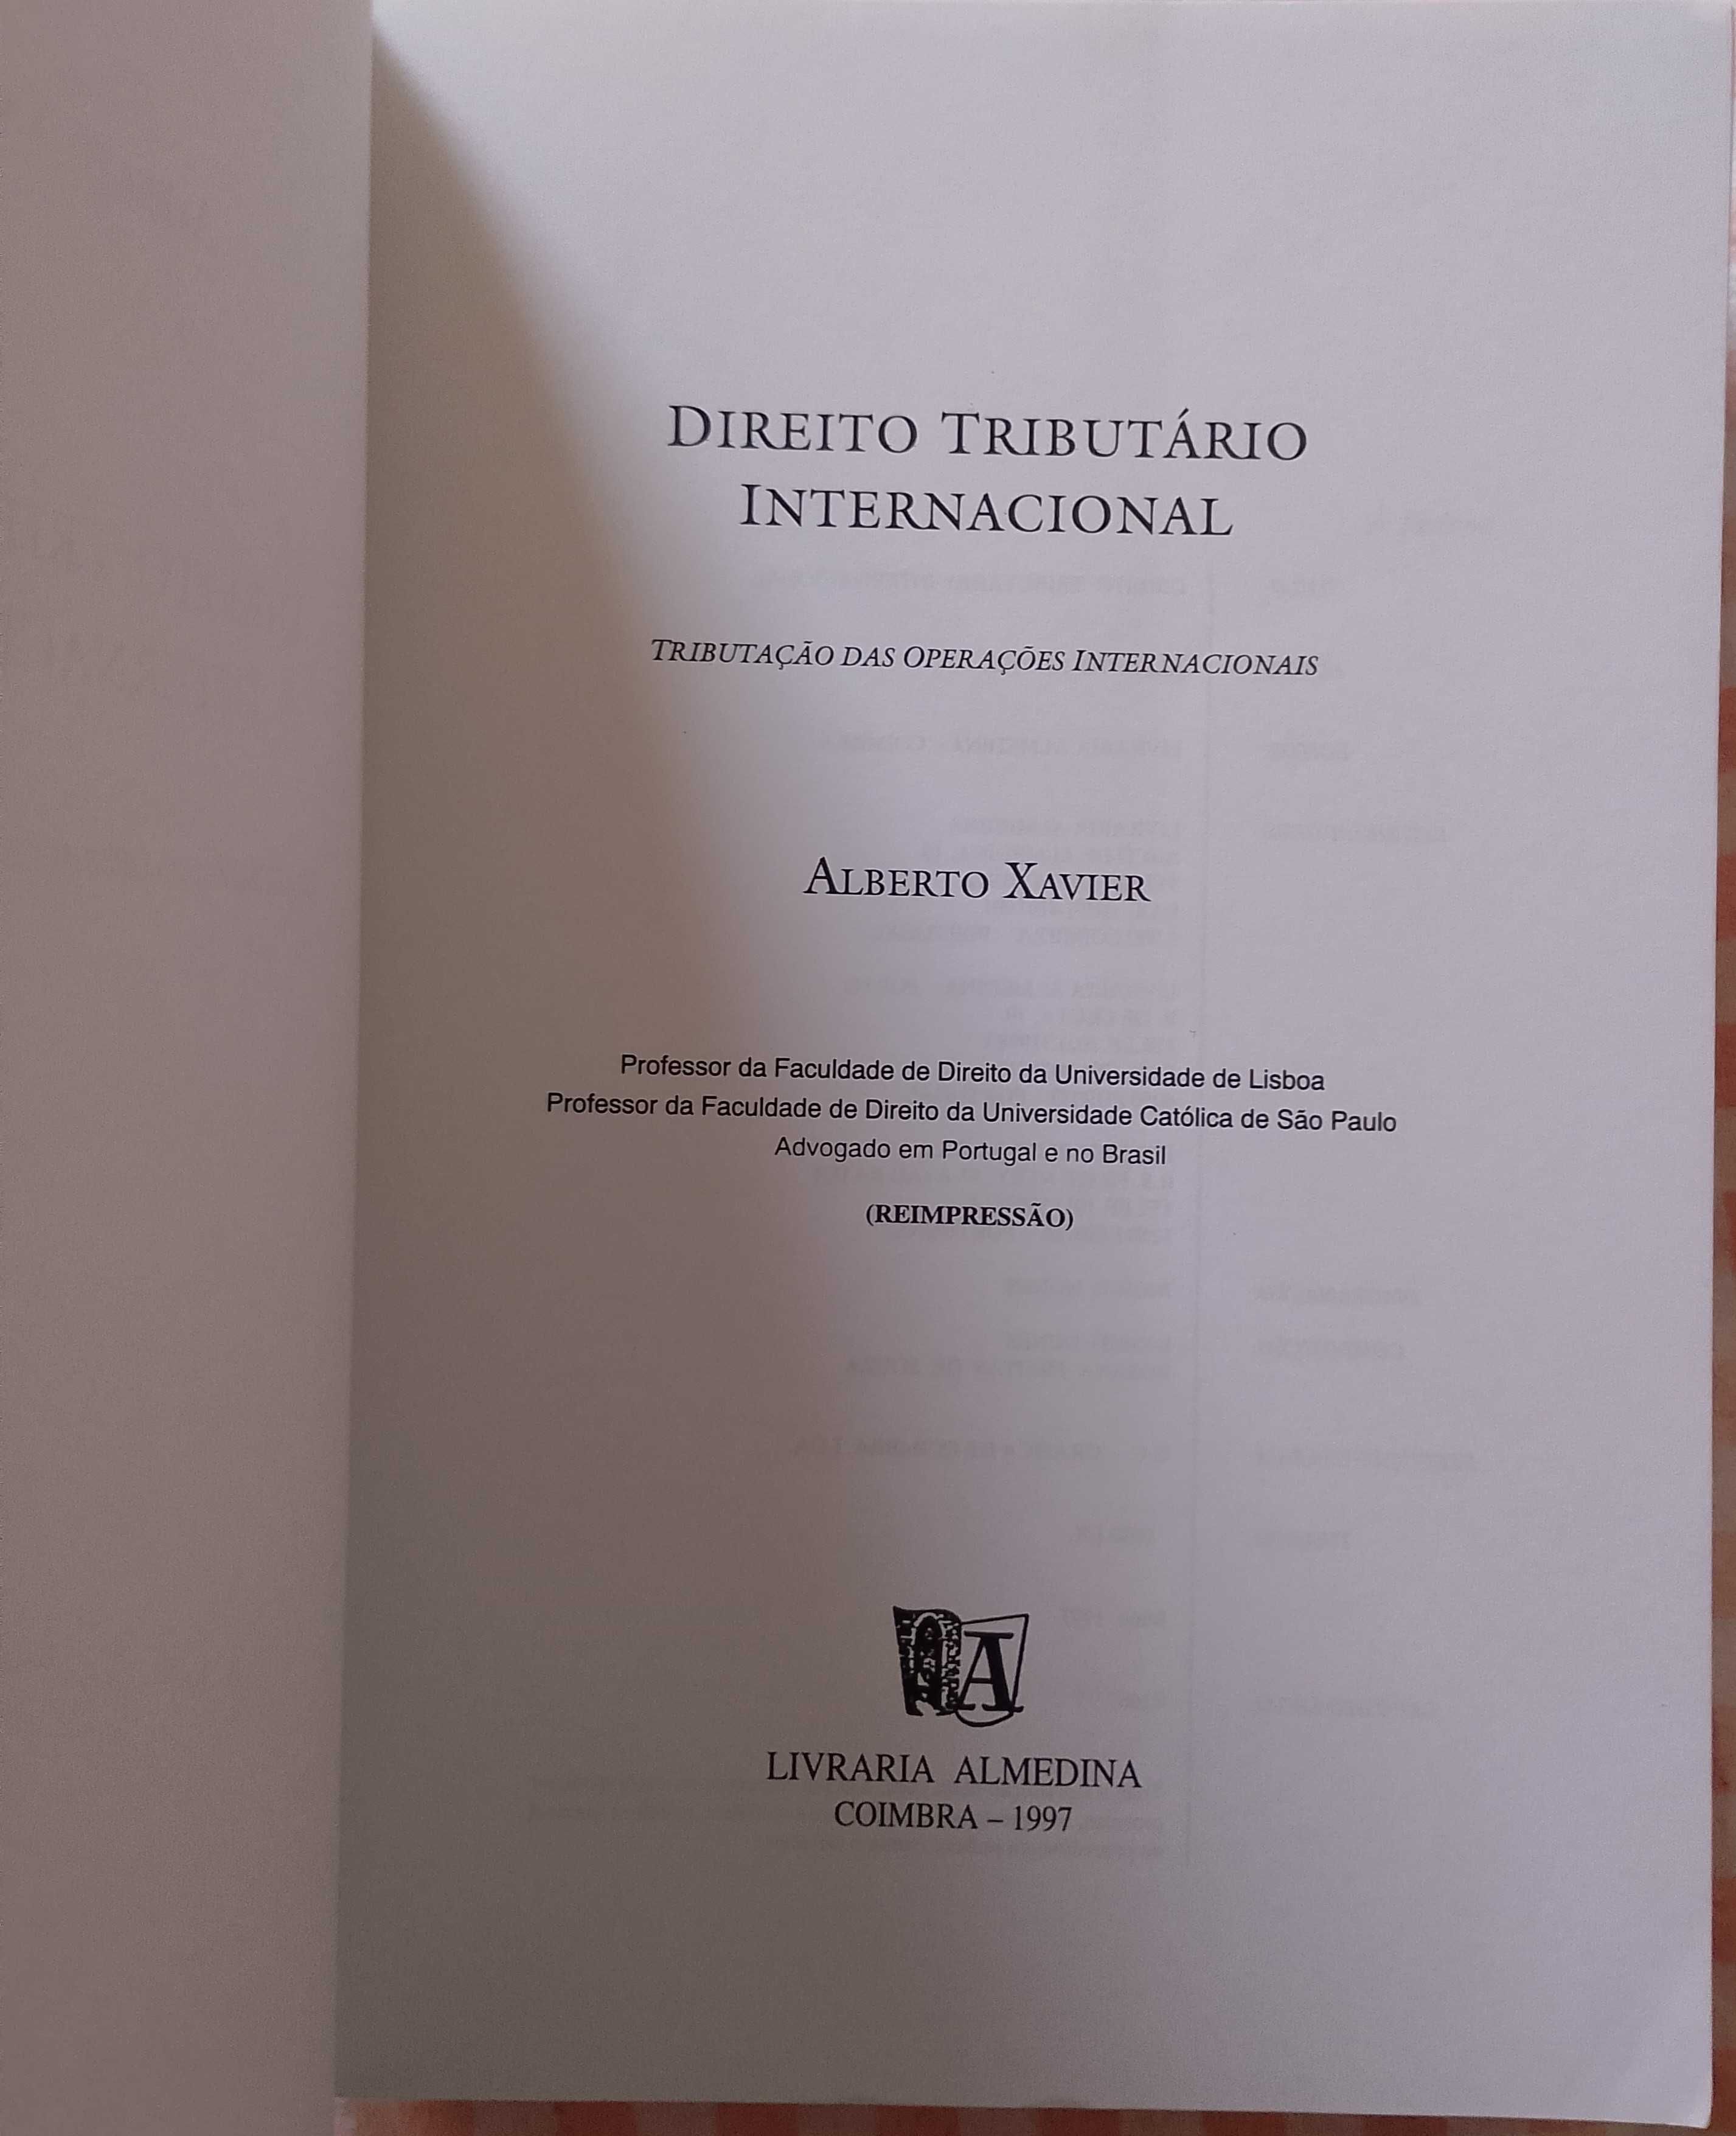 DIREITO TRIBUTÁRIO
INTERNACIONAL
TRIBUTAÇÃO DAS OPERAÇÕES INTERNACIONAIS
ALBERTO XAVIER
Professor da Faculdade de Direito da Universidade de Lisboa
Professor da Faculdade de Direito da Universidade Católica de São Paulo
Advogado em Portugal e no Brasil
(REIMPRESSÃO)
A
LIVRARIA ALMEDINA
COIMBRA – 1997